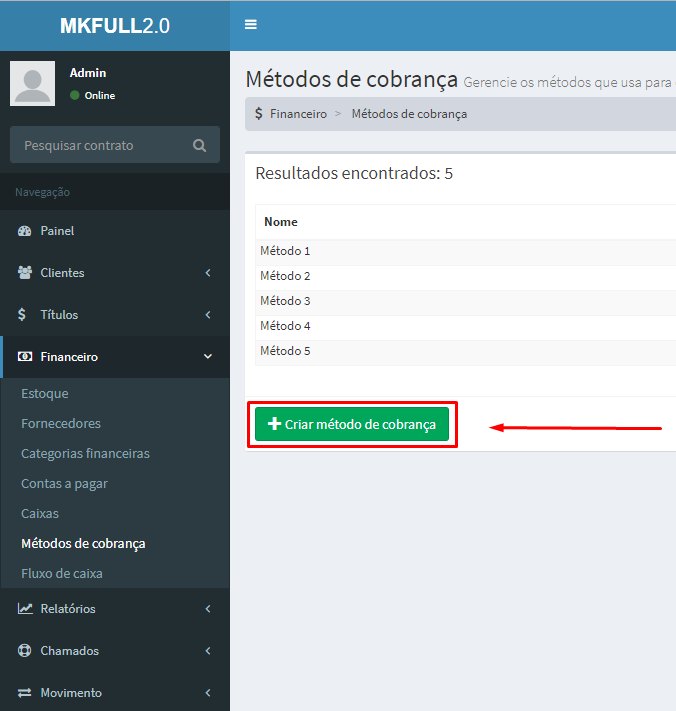 MKFULL2.0
Admin
Online
Pesquisar contrato
Navegação
Painel
Clientes
$ Títulos
Financeiro
Estoque
Fornecedores
Categorias financeiras
Contas a pagar
Caixas
Métodos de cobrança
Fluxo de caixa
Relatórios
Chamados
Movimento
Métodos de cobrança Gerencie os métodos que usa para
$ Financeiro > Métodos de cobrança
Resultados encontrados: 5
Nome
Método 1
Método 2
Método 3
Método 4
Método 5
Criar método de cobrança